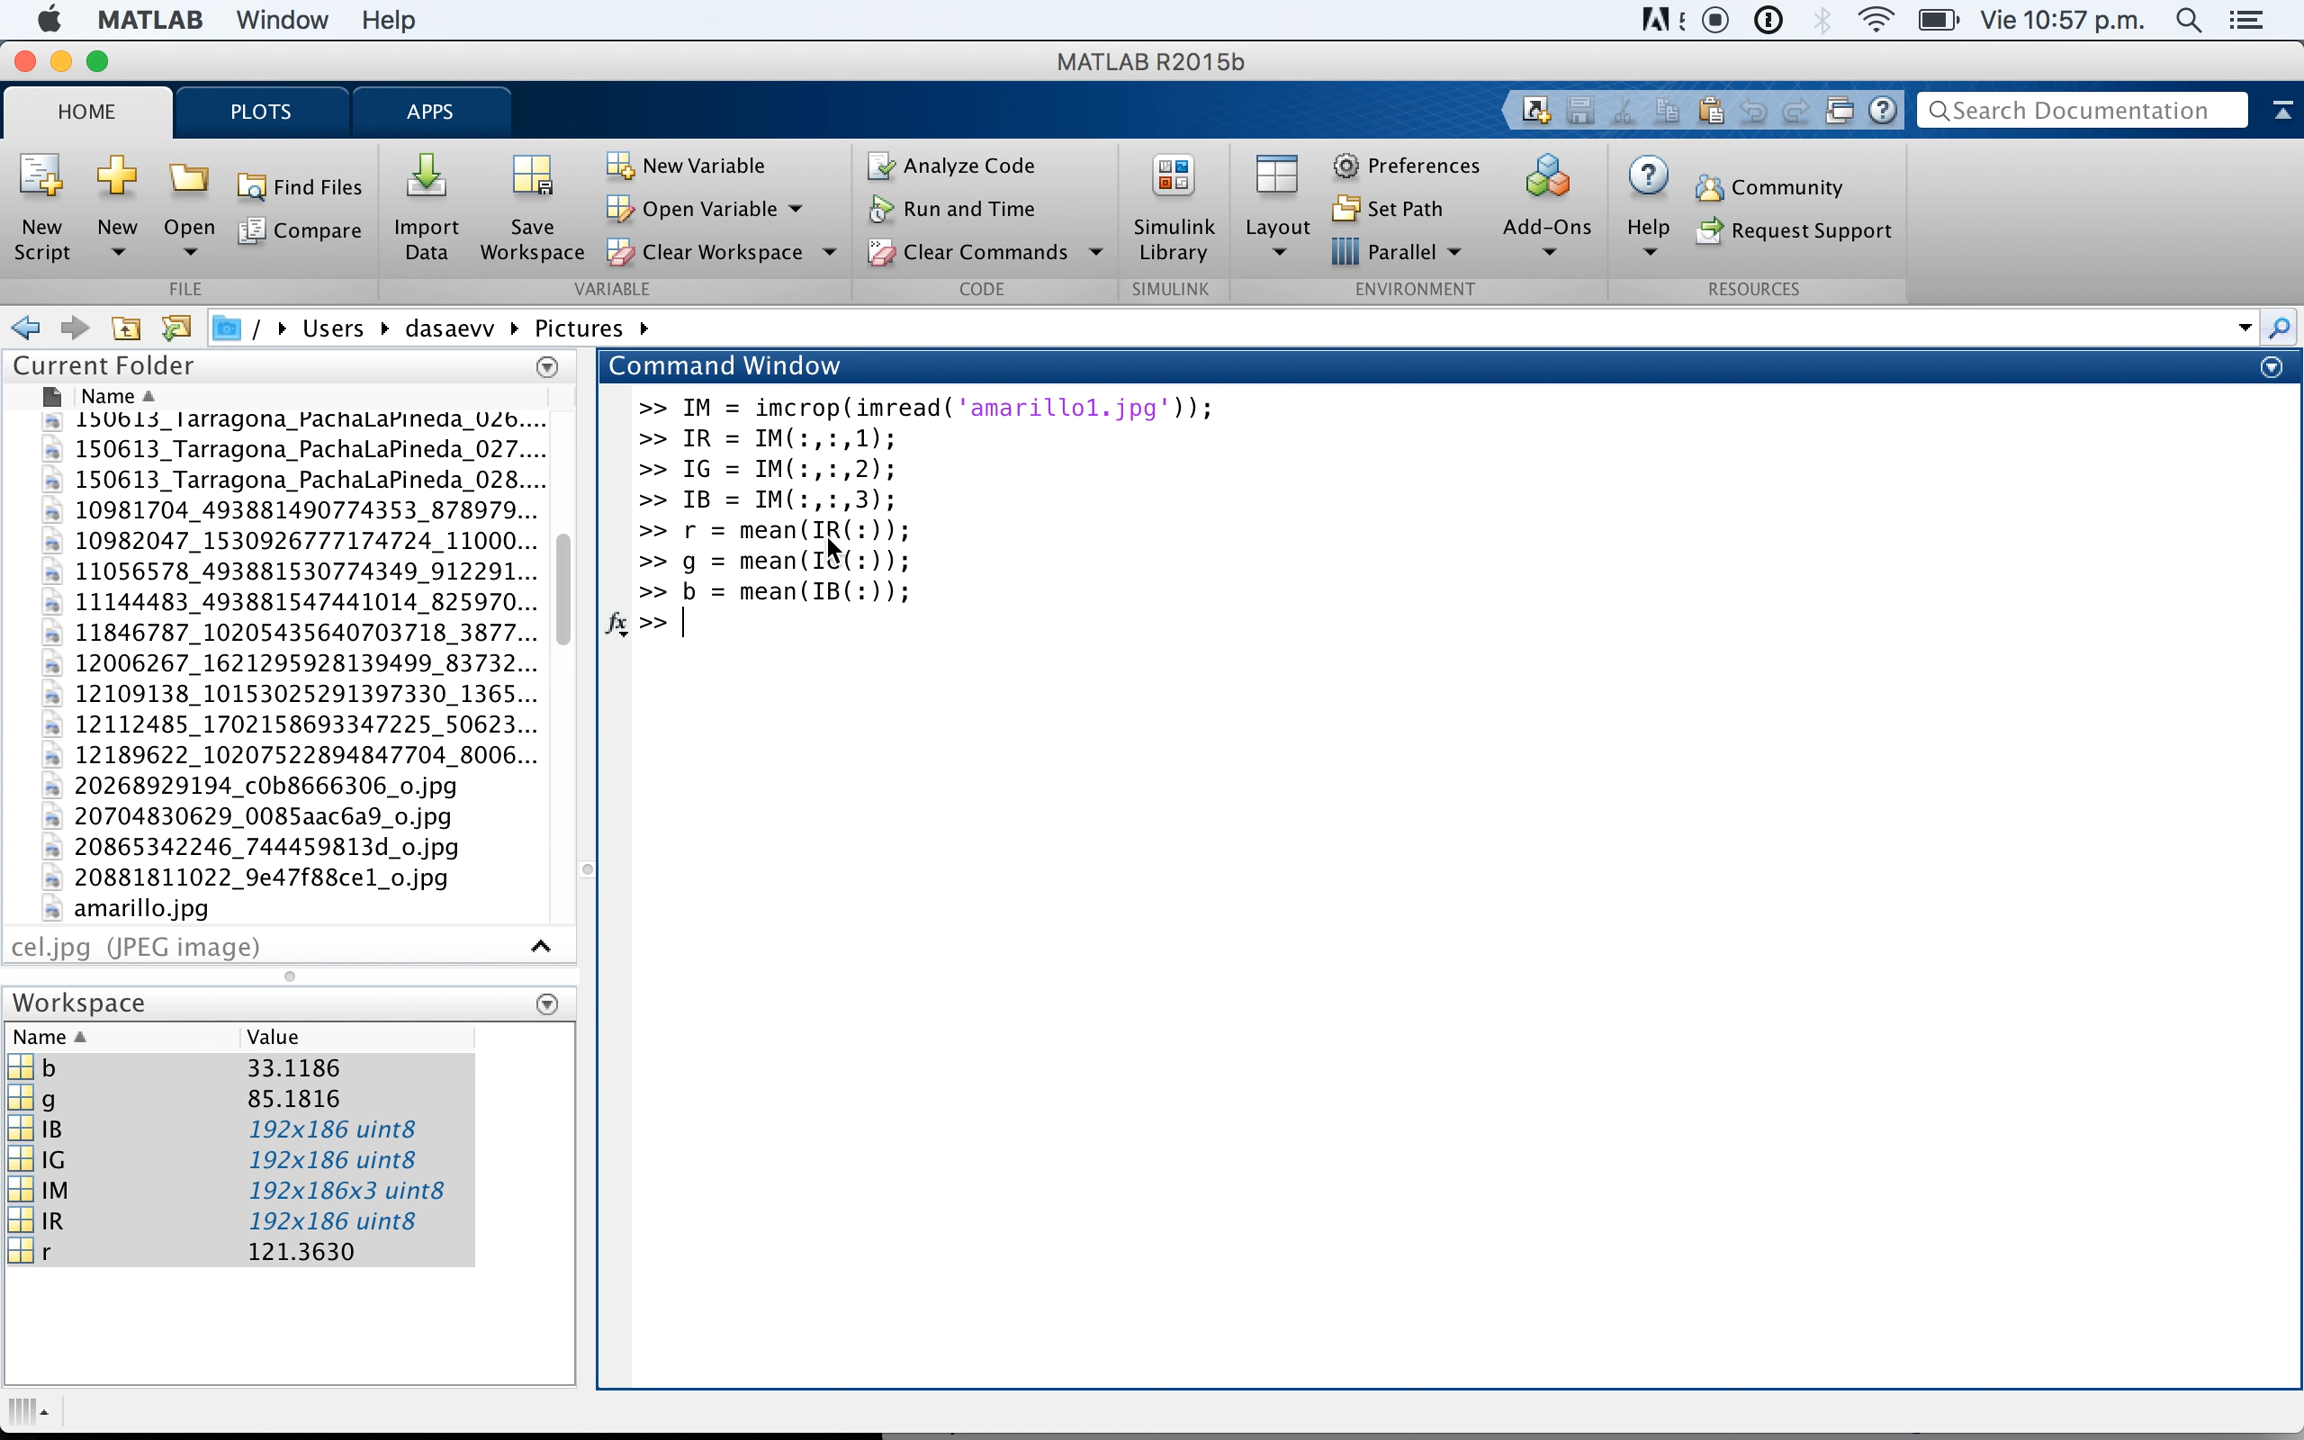 MATLAB Window Help
Vie 10:57 p.m.
MATLAB R2015b
HOME PLOTS APPS
Search Documentation
New Script
New
Open
Find Files
Compare
FILE
Import Data
Save Workspace
New Variable
Open Variable
Clear Workspace
VARIABLE
Analyze Code
Run and Time
Clear Commands
CODE
Simulink Library
SIMULINK
Layout
Preferences
Set Path
Parallel
Add-Ons
ENVIRONMENT
Help
Community
Request Support
RESOURCES
/ Users dasaevv Pictures
Current Folder
Name
150613_Tarragona_PachaLaPineda_026....
150613_Tarragona_PachaLaPineda_027....
150613_Tarragona_PachaLaPineda_028....
10981704_493881490774353_878979...
10982047_1530926777174724_11000...
11056578_493881530774349_912291...
11144483_493881547441014_825970...
11846787_10205435640703718_3877...
12006267_1621295928139499_83732...
12109138_10153025291397330_1365...
12112485_1702158693347225_50623...
12189622_10207522894847704_8006...
20268929194_c0b8666306_o.jpg
20704830629_0085aac6a9_o.jpg
20865342246_744459813d_o.jpg
20881811022_9e47f88ce1_o.jpg
amarillo.jpg
cel.jpg (JPEG image)
Workspace
Name Value
b 33.1186
g 85.1816
IB 192x186 uint8
IG 192x186 uint8
IM 192x186x3 uint8
IR 192x186 uint8
r 121.3630
Command Window
>> IM = imcrop(imread('amarillo1.jpg'));
>> IR = IM(:,:,1);
>> IG = IM(:,:,2);
>> IB = IM(:,:,3);
>> r = mean(IR(:));
>> g = mean(IG(:));
>> b = mean(IB(:));
fx >>